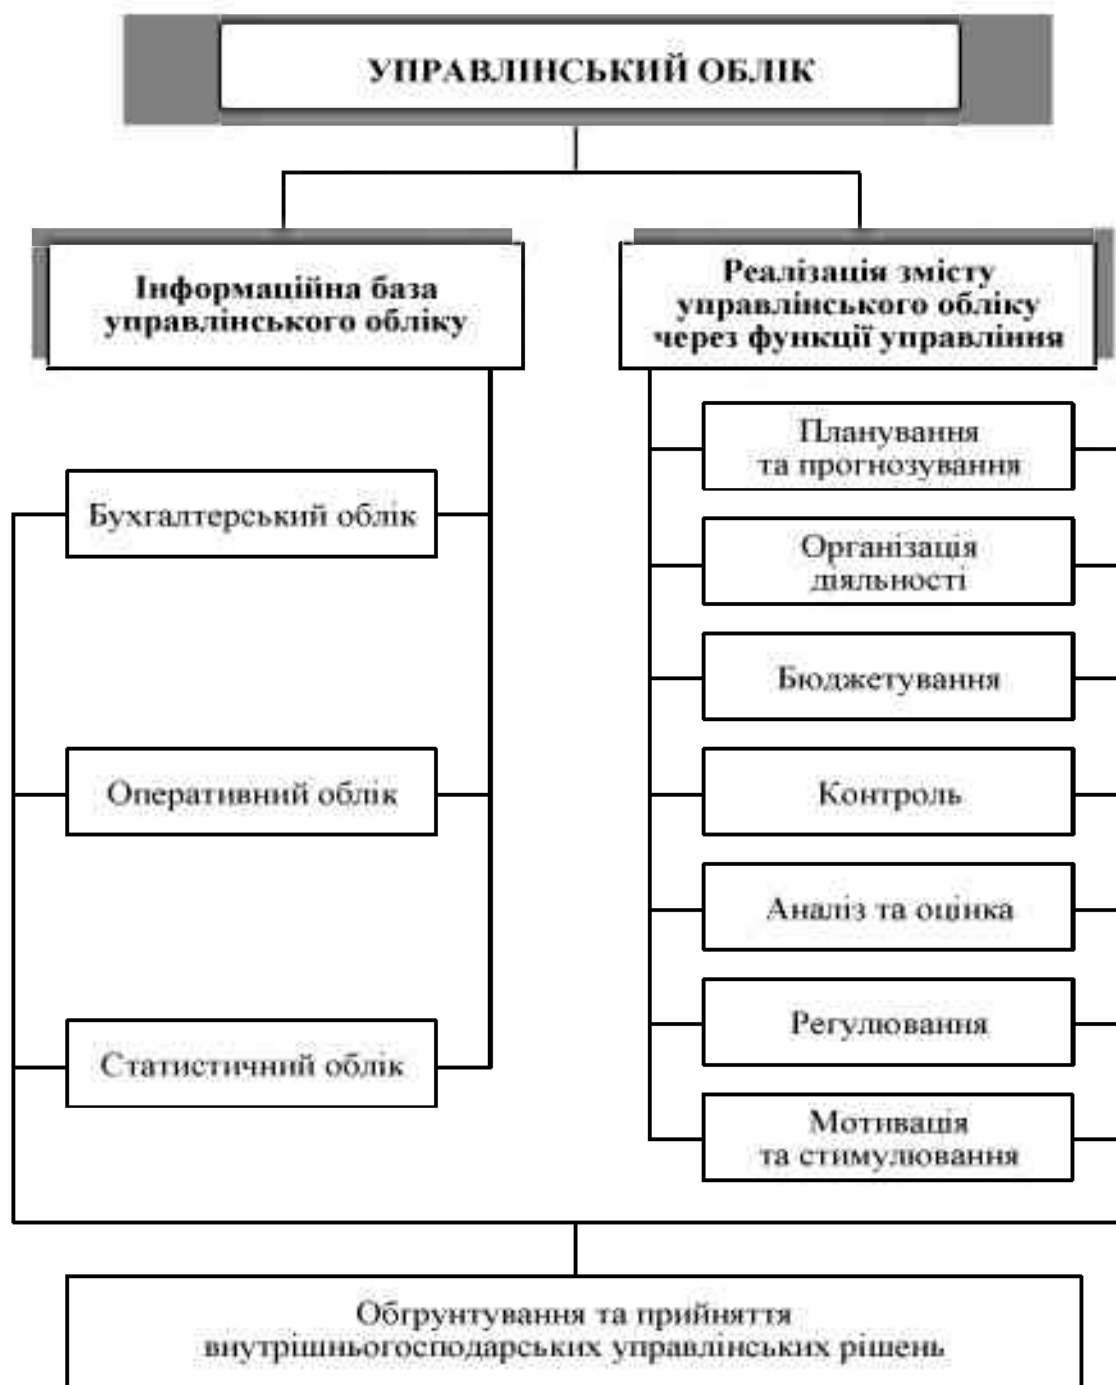 УПРАВЛІНСЬКИЙ ОБЛІК
Інформаційна база
управлінського обліку
Бухгалтерський облік
Оперативний облік
Статистичний облік
Реалізація змісту
управлінського обліку
через функції управління
Планування
та прогнозування
Організація
діяльності
Бюджетування
Контроль
Аналіз та оцінка
Регулювання
Мотивація
та стимулювання
Обгрунтування та прийняття
внутрішньогосподарських управлінських рішень